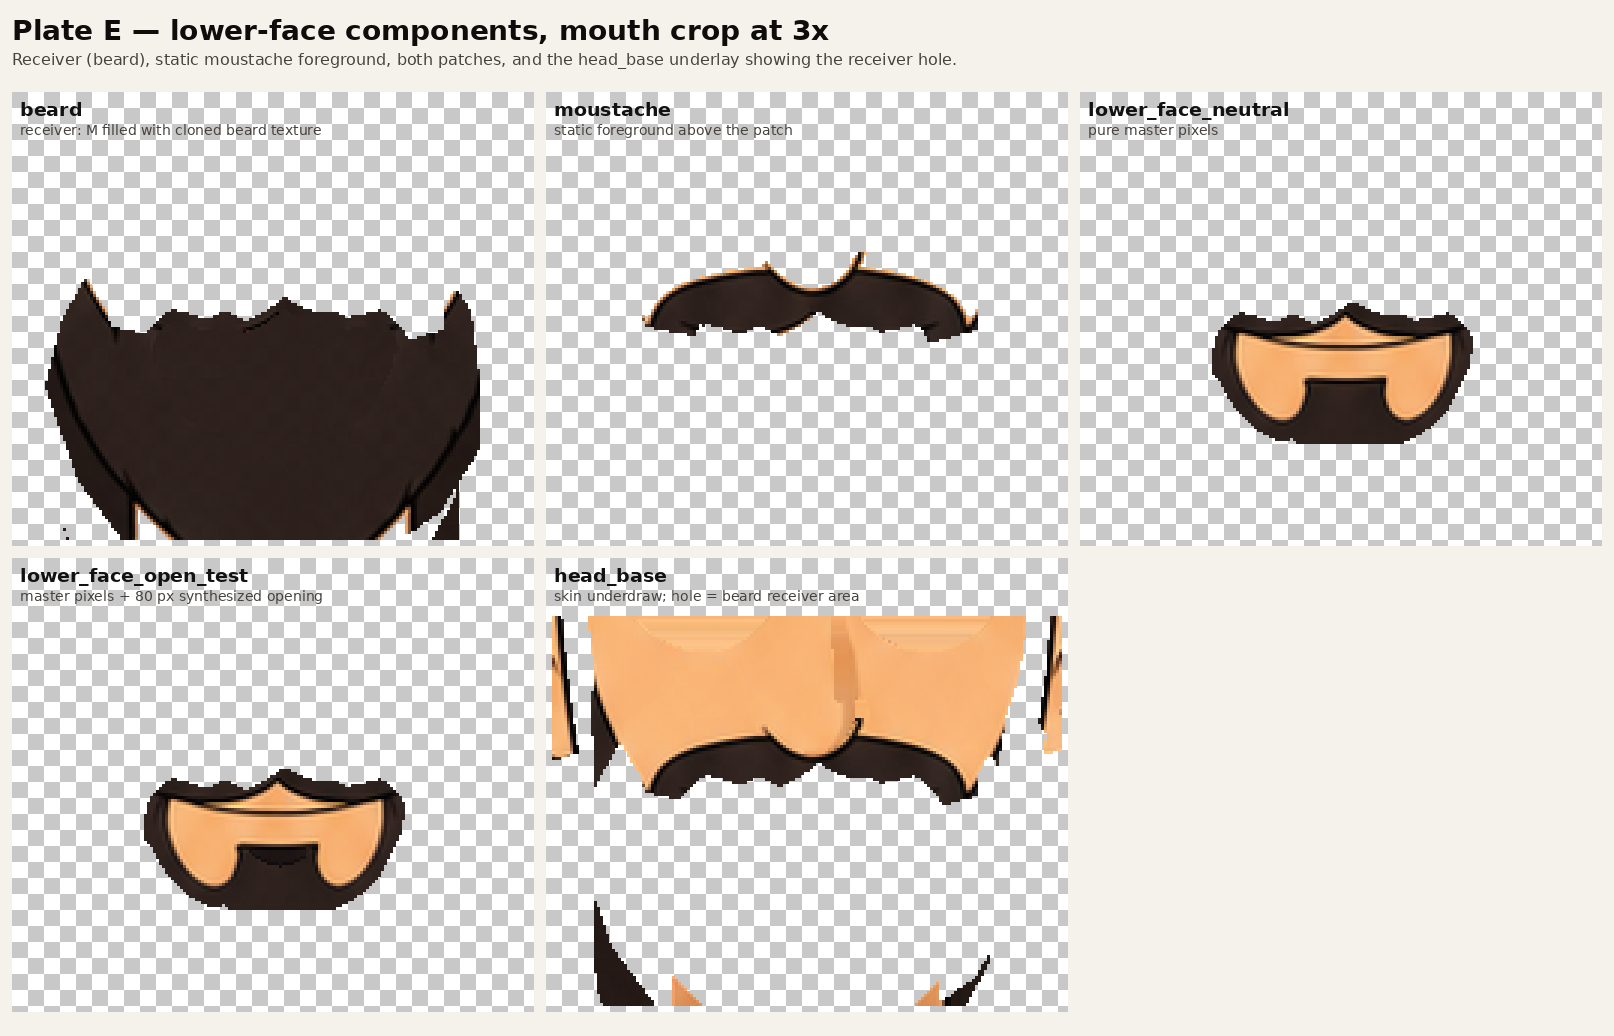 Plate E — lower-face components, mouth crop at 3x
Receiver (beard), static moustache foreground, both patches, and the head_base underlay showing the receiver hole.
beard
receiver: M filled with cloned beard texture
moustache
static foreground above the patch
lower_face_neutral
pure master pixels
lower_face_open_test
master pixels + 80 px synthesized opening
head_base
skin underdraw; hole = beard receiver area